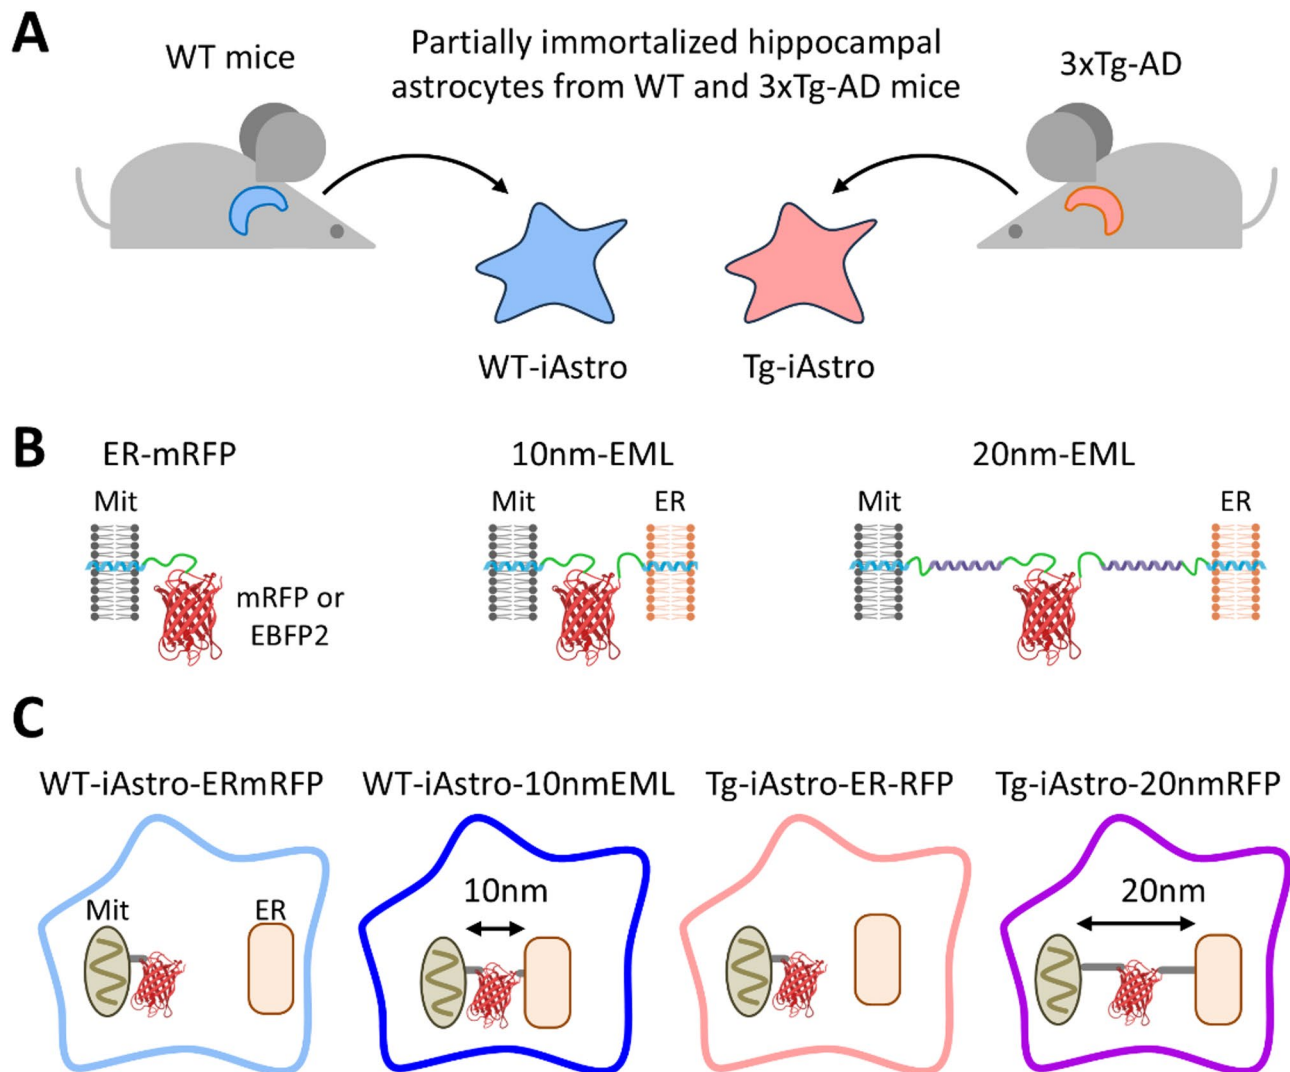 A
WT mice
Partially immortalized hippocampal
astrocytes from WT and 3xTg-AD mice
3xTg-AD
WT-iAstro
Tg-iAstro
B
ER-mRFP
10nm-EML
20nm-EML
Mit
Mit
ER
Mit
ER
mRFP or
EBFP2
C
WT-iAstro-ERmRFP
WT-iAstro-10nmEML
Tg-iAstro-ER-RFP
Tg-iAstro-20nmRFP
Mit
ER
10nm
20nm